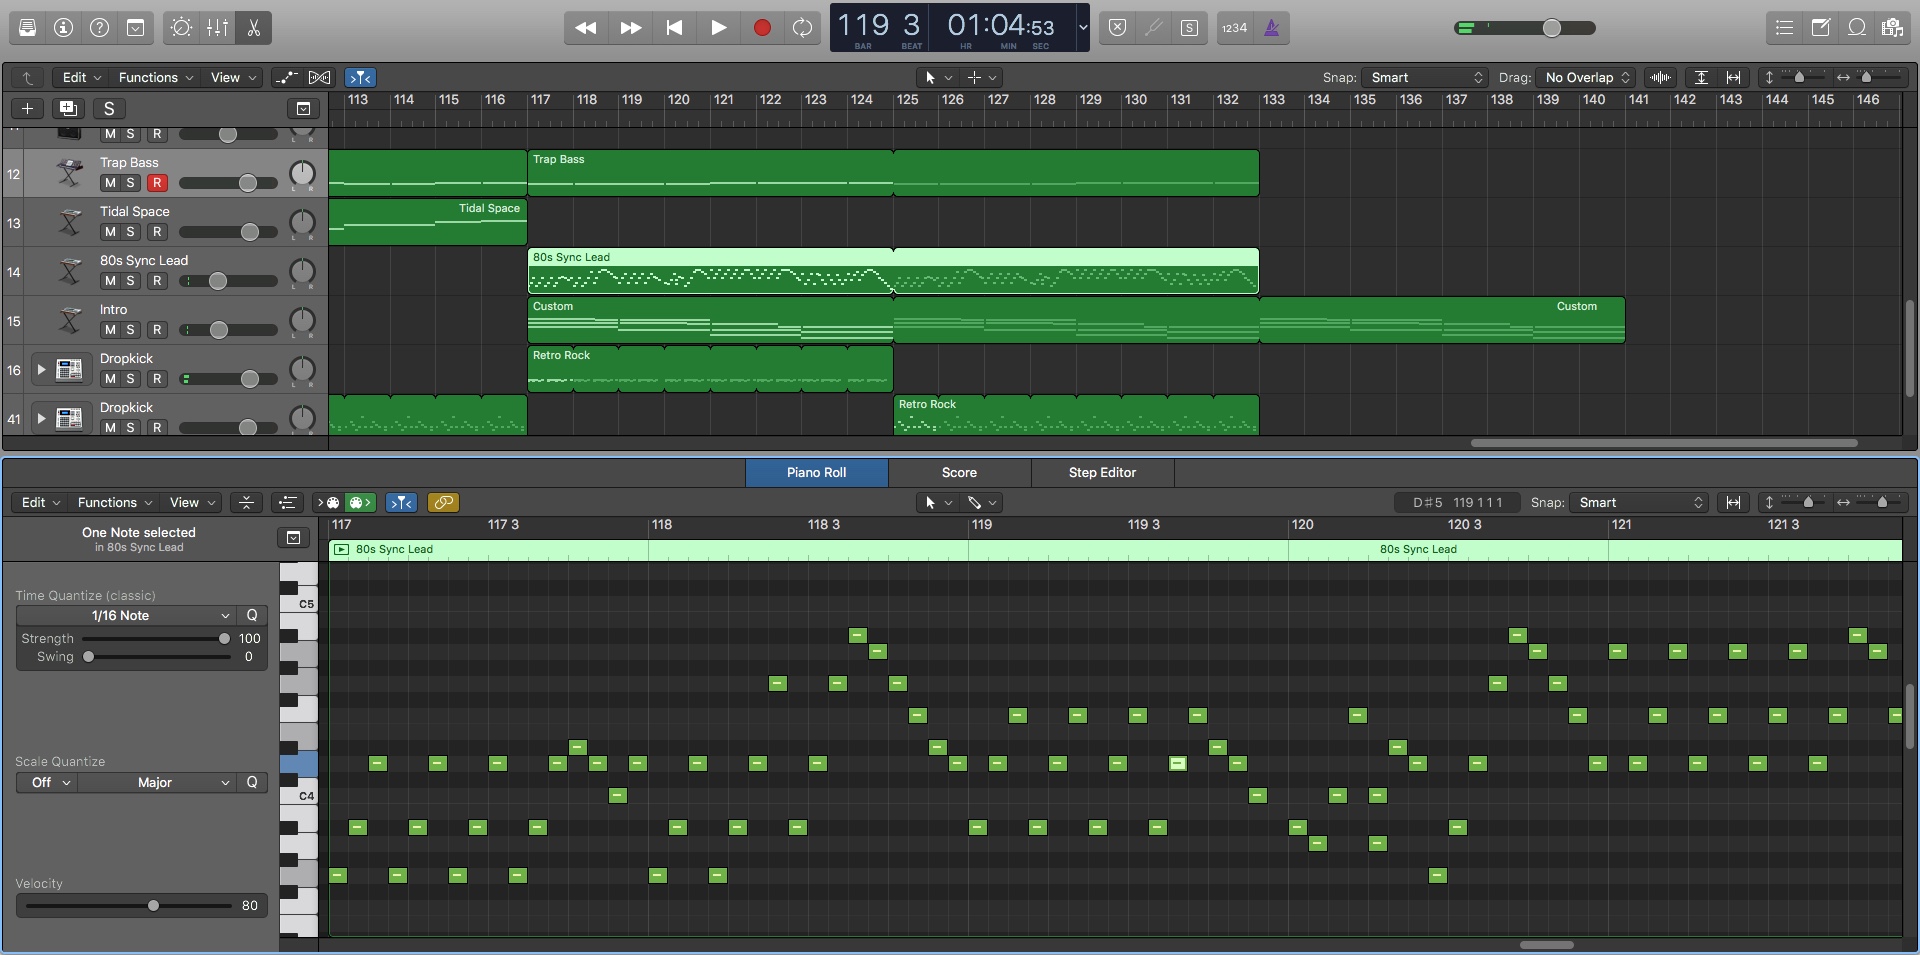 119 3 01:04:53
BAR BEAT HR MIN SEC
S
1234
Edit Functions View
Snap: Smart Drag: No Overlap
S
113 114 115 116 117 118 119 120 121 122 123 124 125 126 127 128 129 130 131 132 133 134 135 136 137 138 139 140 141 142 143 144 145 146
M S R
L R
12 Trap Bass
M S R
L R
Trap Bass
13 Tidal Space
M S R
L R
Tidal Space
14 80s Sync Lead
M S R
L R
80s Sync Lead
15 Intro
M S R
L R
Custom
Custom
16 Dropkick
M S R
L R
Retro Rock
41 Dropkick
M S R
L R
Retro Rock
Piano Roll Score Step Editor
Edit Functions View
D#5 119 1 1 1 Snap: Smart
One Note selected
in 80s Sync Lead
117 117 3 118 118 3 119 119 3 120 120 3 121 121 3
80s Sync Lead
80s Sync Lead
Time Quantize (classic)
1/16 Note Q
Strength 100
Swing 0
Scale Quantize
Off Major Q
Velocity
80
C5
C4